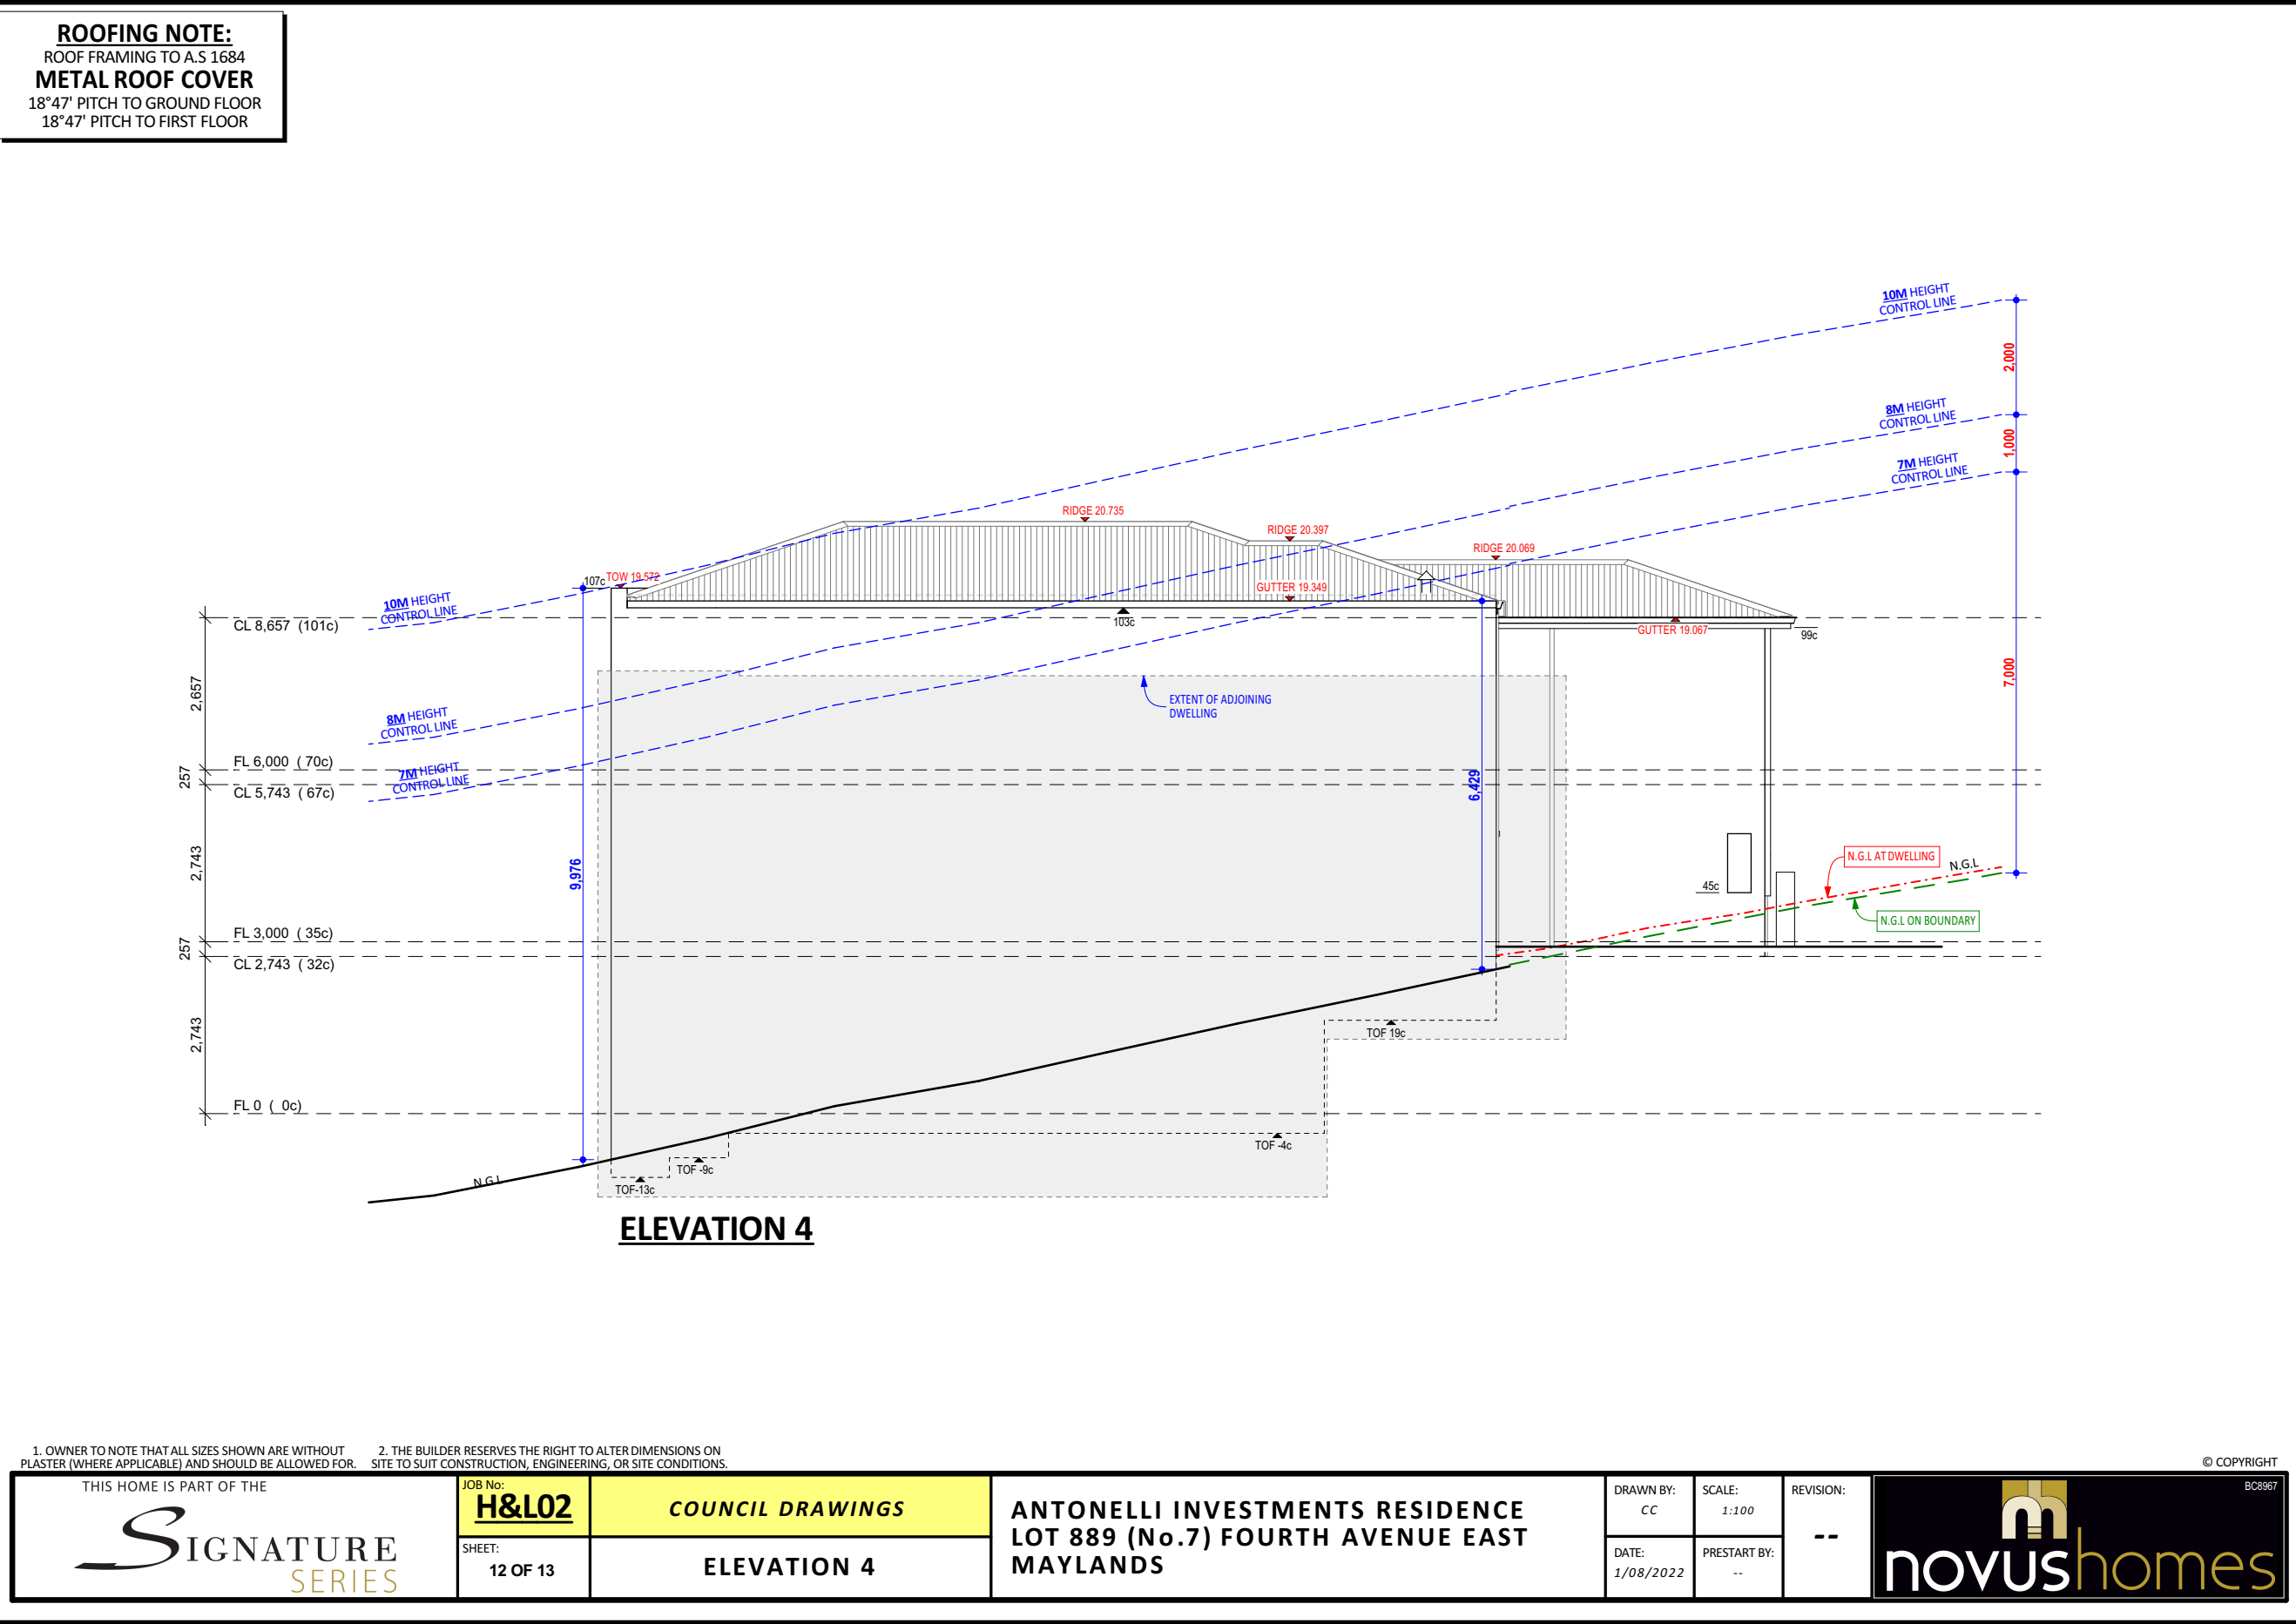 ROOFING NOTE:
ROOF FRAMING TO A.S 1684
METAL ROOF COVER
18°47' PITCH TO GROUND FLOOR
18°47' PITCH TO FIRST FLOOR
10M HEIGHT
CONTROL LINE
2,000
8M HEIGHT
CONTROL LINE
1,000
7M HEIGHT
CONTROL LINE
RIDGE 20.735
RIDGE 20.397
RIDGE 20.069
107c
TOW 19.572
GUTTER 19.349
10M HEIGHT
CONTROL LINE
CL 8,657 (101c)
103c
GUTTER 19.067
99c
2,657
7,000
EXTENT OF ADJOINING
DWELLING
8M HEIGHT
CONTROL LINE
FL 6,000 ( 70c)
257
7M HEIGHT
CONTROL LINE
CL 5,743 ( 67c)
6,429
2,743
9,976
N.G.L AT DWELLING
N.G.L
45c
N.G.L ON BOUNDARY
FL 3,000 ( 35c)
257
CL 2,743 ( 32c)
2,743
TOF 19c
FL 0 ( 0c)
TOF -4c
TOF -9c
N.G.L
TOF-13c
ELEVATION 4
1. OWNER TO NOTE THAT ALL SIZES SHOWN ARE WITHOUT
PLASTER (WHERE APPLICABLE) AND SHOULD BE ALLOWED FOR.
2. THE BUILDER RESERVES THE RIGHT TO ALTER DIMENSIONS ON
SITE TO SUIT CONSTRUCTION, ENGINEERING, OR SITE CONDITIONS.
© COPYRIGHT
THIS HOME IS PART OF THE
SIGNATURE
SERIES
JOB No:
H&L02
SHEET:
12 OF 13
COUNCIL DRAWINGS
ELEVATION 4
ANTONELLI INVESTMENTS RESIDENCE
LOT 889 (No.7) FOURTH AVENUE EAST
MAYLANDS
DRAWN BY:
CC
SCALE:
1:100
REVISION:
--
DATE:
1/08/2022
PRESTART BY:
--
BC8967
novushomes